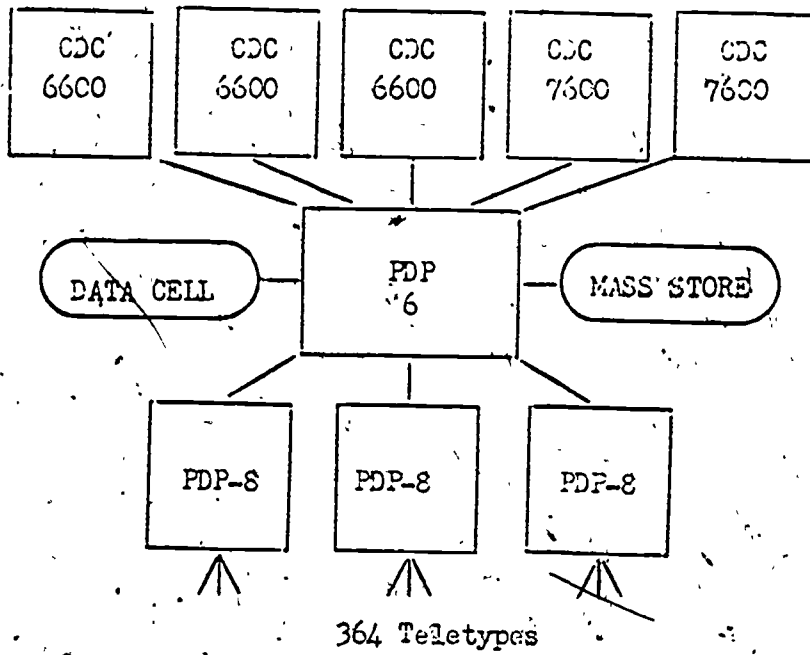 CDC
6600
CDC
6600
CDC
6600
CDC
7600
CDC
7600
DATA CELL
PDP
6
MASS STORE
PDP-8
PDP-8
PDP-8
364 Teletypes